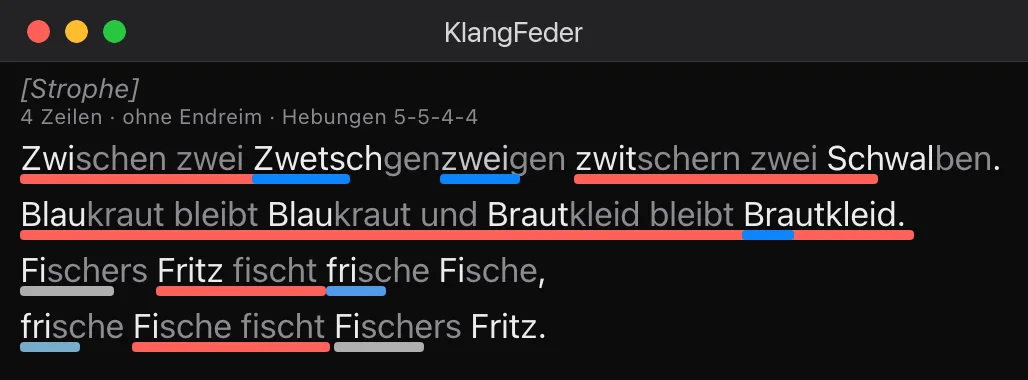 KlangFeder
[Strophe]
4 Zeilen · ohne Endreim · Hebungen 5-5-4-4
Zwischen zwei Zwetschgenzweigen zwitschern zwei Schwalben.
Blaukraut bleibt Blaukraut und Brautkleid bleibt Brautkleid.
Fischers Fritz fischt frische Fische,
frische Fische fischt Fischers Fritz.